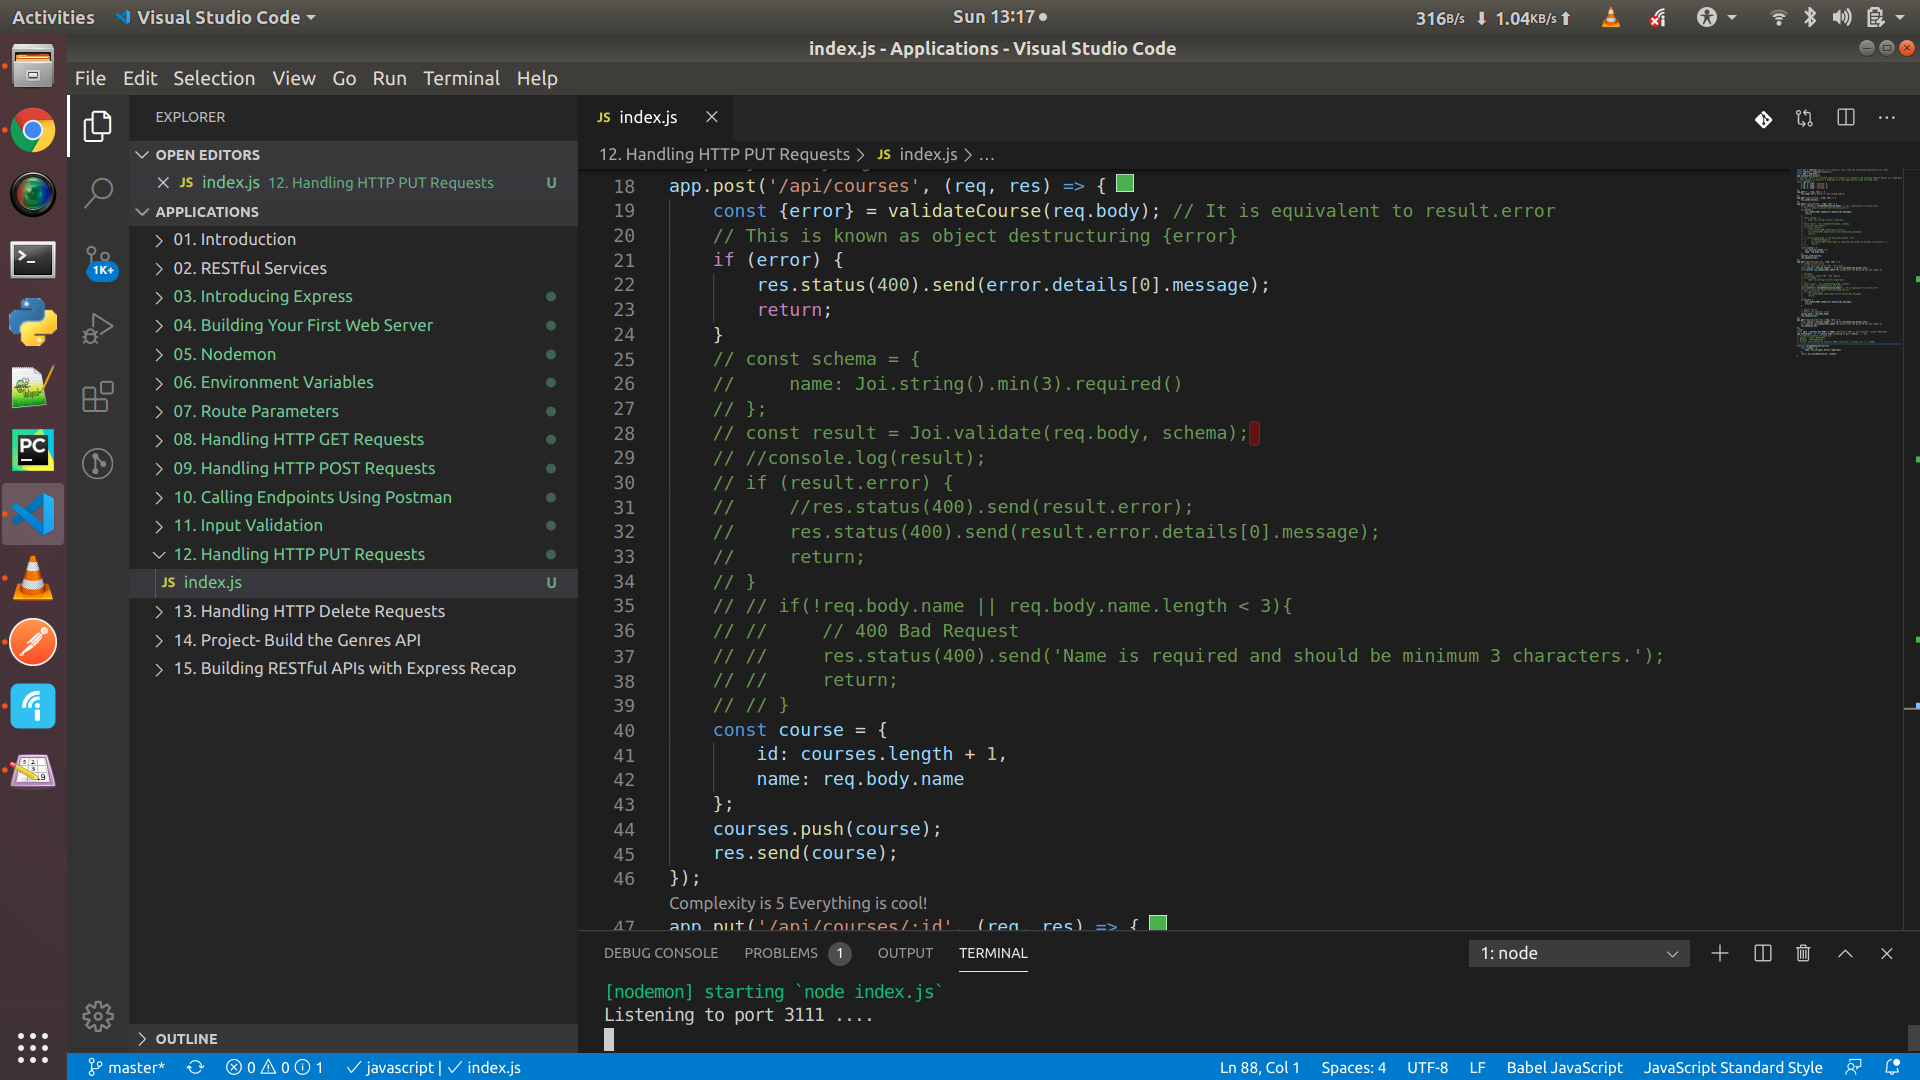 Activities
Visual Studio Code
Sun 13:17
316B/s 1.04KB/s
index.js - Applications - Visual Studio Code
File Edit Selection View Go Run Terminal Help
EXPLORER
OPEN EDITORS
JS index.js 12. Handling HTTP PUT Requests U
APPLICATIONS
01. Introduction
02. RESTful Services
03. Introducing Express
04. Building Your First Web Server
05. Nodemon
06. Environment Variables
07. Route Parameters
08. Handling HTTP GET Requests
09. Handling HTTP POST Requests
10. Calling Endpoints Using Postman
11. Input Validation
12. Handling HTTP PUT Requests
JS index.js U
13. Handling HTTP Delete Requests
14. Project- Build the Genres API
15. Building RESTful APIs with Express Recap
OUTLINE
1K+
PC
JS index.js
12. Handling HTTP PUT Requests > JS index.js > ...
18 app.post('/api/courses', (req, res) => {
19 const {error} = validateCourse(req.body); // It is equivalent to result.error
20 // This is known as object destructuring {error}
21 if (error) {
22 res.status(400).send(error.details[0].message);
23 return;
24 }
25 // const schema = {
26 // name: Joi.string().min(3).required()
27 // };
28 // const result = Joi.validate(req.body, schema);
29 // //console.log(result);
30 // if (result.error) {
31 // //res.status(400).send(result.error);
32 // res.status(400).send(result.error.details[0].message);
33 // return;
34 // }
35 // // if(!req.body.name || req.body.name.length < 3){
36 // // // 400 Bad Request
37 // // res.status(400).send('Name is required and should be minimum 3 characters.');
38 // // return;
39 // // }
40 const course = {
41 id: courses.length + 1,
42 name: req.body.name
43 };
44 courses.push(course);
45 res.send(course);
46 });
Complexity is 5 Everything is cool!
47 app.put('/api/courses/:id', (req, res) => {
DEBUG CONSOLE PROBLEMS 1 OUTPUT TERMINAL
1: node
[nodemon] starting `node index.js`
Listening to port 3111 ....
master* 0 0 1 javascript | index.js
Ln 88, Col 1 Spaces: 4 UTF-8 LF Babel JavaScript JavaScript Standard Style